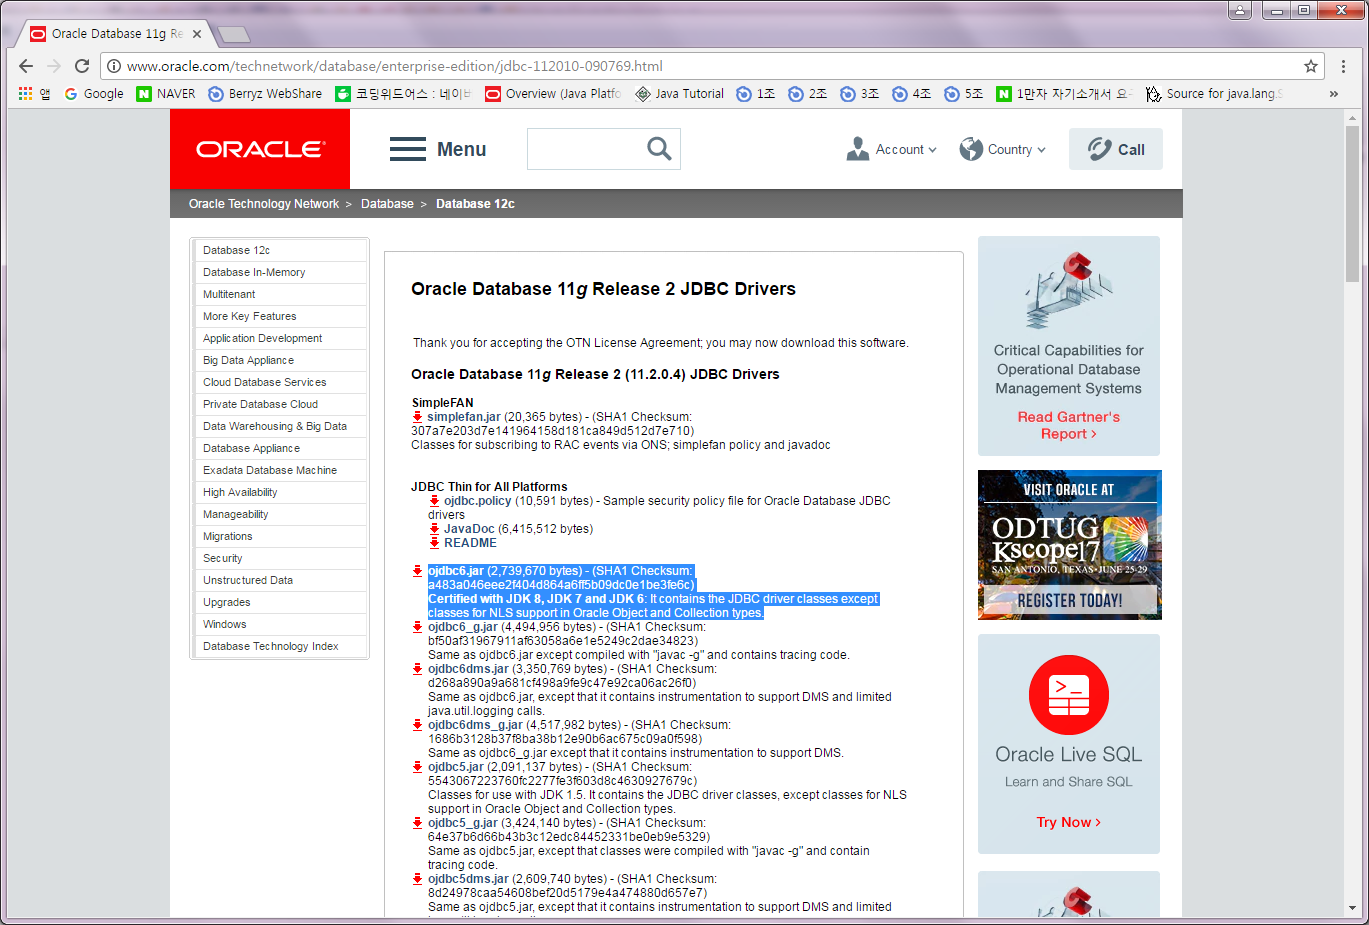 Oracle Database 11g Re
www.oracle.com/technetwork/database/enterprise-edition/jdbc-112010-090769.html
앱 Google NAVER Berryz WebShare 코딩위드어스 : 네이버 Overview (Java Platfo Java Tutorial 1조 2조 3조 4조 5조 1만자 자기소개서 요 Source for java.lang.S »
ORACLE Menu Account Country Call
Oracle Technology Network > Database > Database 12c
Database 12c
Database In-Memory
Multitenant
More Key Features
Application Development
Big Data Appliance
Cloud Database Services
Private Database Cloud
Data Warehousing & Big Data
Database Appliance
Exadata Database Machine
High Availability
Manageability
Migrations
Security
Unstructured Data
Upgrades
Windows
Database Technology Index
Oracle Database 11g Release 2 JDBC Drivers
Thank you for accepting the OTN License Agreement; you may now download this software.
Oracle Database 11g Release 2 (11.2.0.4) JDBC Drivers
SimpleFAN
simplefan.jar (20,365 bytes) - (SHA1 Checksum:
307a7e203d7e141964158d181ca849d512d7e710)
Classes for subscribing to RAC events via ONS; simplefan policy and javadoc
JDBC Thin for All Platforms
ojdbc.policy (10,591 bytes) - Sample security policy file for Oracle Database JDBC
drivers
JavaDoc (6,415,512 bytes)
README
ojdbc6.jar (2,739,670 bytes) - (SHA1 Checksum:
a483a046eee2f404d864a6ff5b09dc0e1be3fe6c)
Certified with JDK 8, JDK 7 and JDK 6: It contains the JDBC driver classes except
classes for NLS support in Oracle Object and Collection types.
ojdbc6_g.jar (4,494,956 bytes) - (SHA1 Checksum:
bf50af31967911af63058a6e1e5249c2dae34823)
Same as ojdbc6.jar except compiled with "javac -g" and contains tracing code.
ojdbc6dms.jar (3,350,769 bytes) - (SHA1 Checksum:
d268a890a9a681cf498a9fe9c47e92ca06ac26f0)
Same as ojdbc6.jar, except that it contains instrumentation to support DMS and limited
java.util.logging calls.
ojdbc6dms_g.jar (4,517,982 bytes) - (SHA1 Checksum:
1686b3128b37f8ba38b12e90b6ac675c09a0f598)
Same as ojdbc6_g.jar except that it contains instrumentation to support DMS.
ojdbc5.jar (2,091,137 bytes) - (SHA1 Checksum:
5543067223760fc2277fe3f603d8c4630927679c)
Classes for use with JDK 1.5. It contains the JDBC driver classes, except classes for NLS
support in Oracle Object and Collection types.
ojdbc5_g.jar (3,424,140 bytes) - (SHA1 Checksum:
64e37b6d66b43b3c12edc84452331be0eb9e5329)
Same as ojdbc5.jar, except that classes were compiled with "javac -g" and contain
tracing code.
ojdbc5dms.jar (2,609,740 bytes) - (SHA1 Checksum:
8d24978caa54608bef20d5179e4a474880d657e7)
Same as ojdbc5.jar, except that it contains instrumentation to support DMS and limited
Critical Capabilities for
Operational Database
Management Systems
Read Gartner's
Report >
VISIT ORACLE AT
ODTUG
Kscope17
SAN ANTONIO, TEXAS · JUNE 25-29
REGISTER TODAY!
>_
Oracle Live SQL
Learn and Share SQL
Try Now >